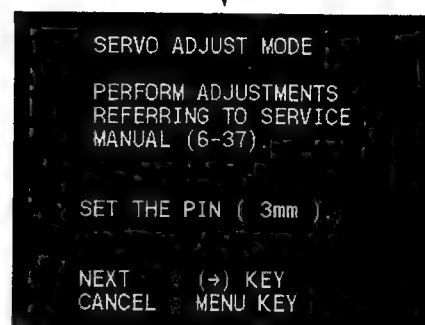 SERVO ADJUST MODE
PERFORM ADJUSTMENTS
REFERRING TO SERVICE
MANUAL (6-37).
SET THE PIN ( 3mm ).
NEXT : (→) KEY
CANCEL : MENU KEY